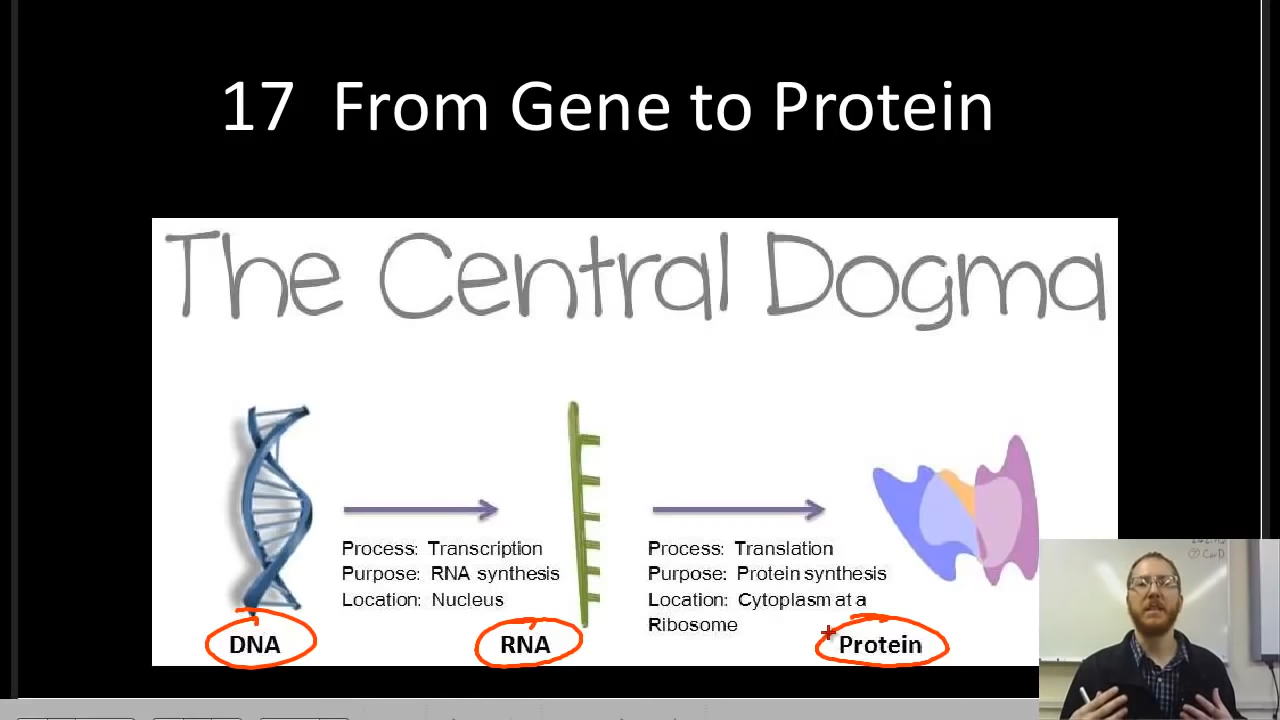 17 From Gene to Protein
The Central Dogma
Process: Transcription
Purpose: RNA synthesis
Location: Nucleus
Process: Translation
Purpose: Protein synthesis
Location: Cytoplasm at a
Ribosome
DNA
RNA
Protein